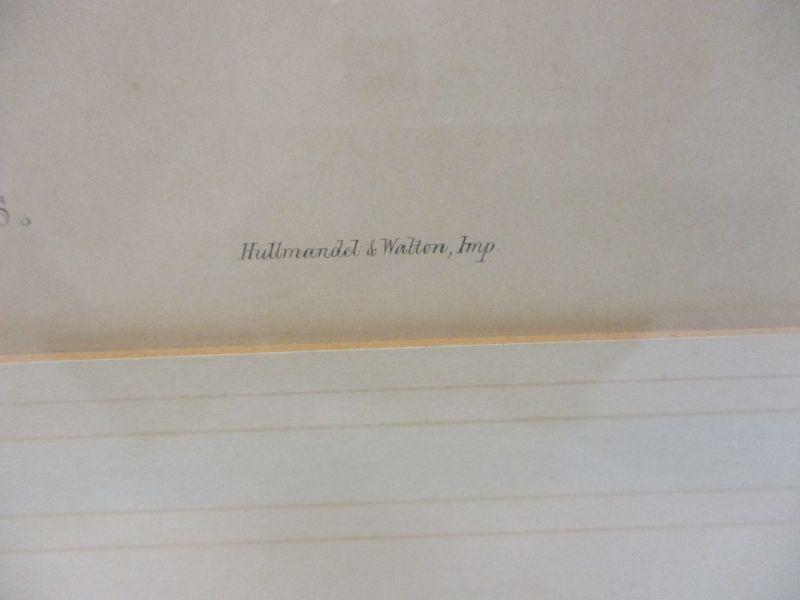 S.
Hullmandel & Walton, Imp.